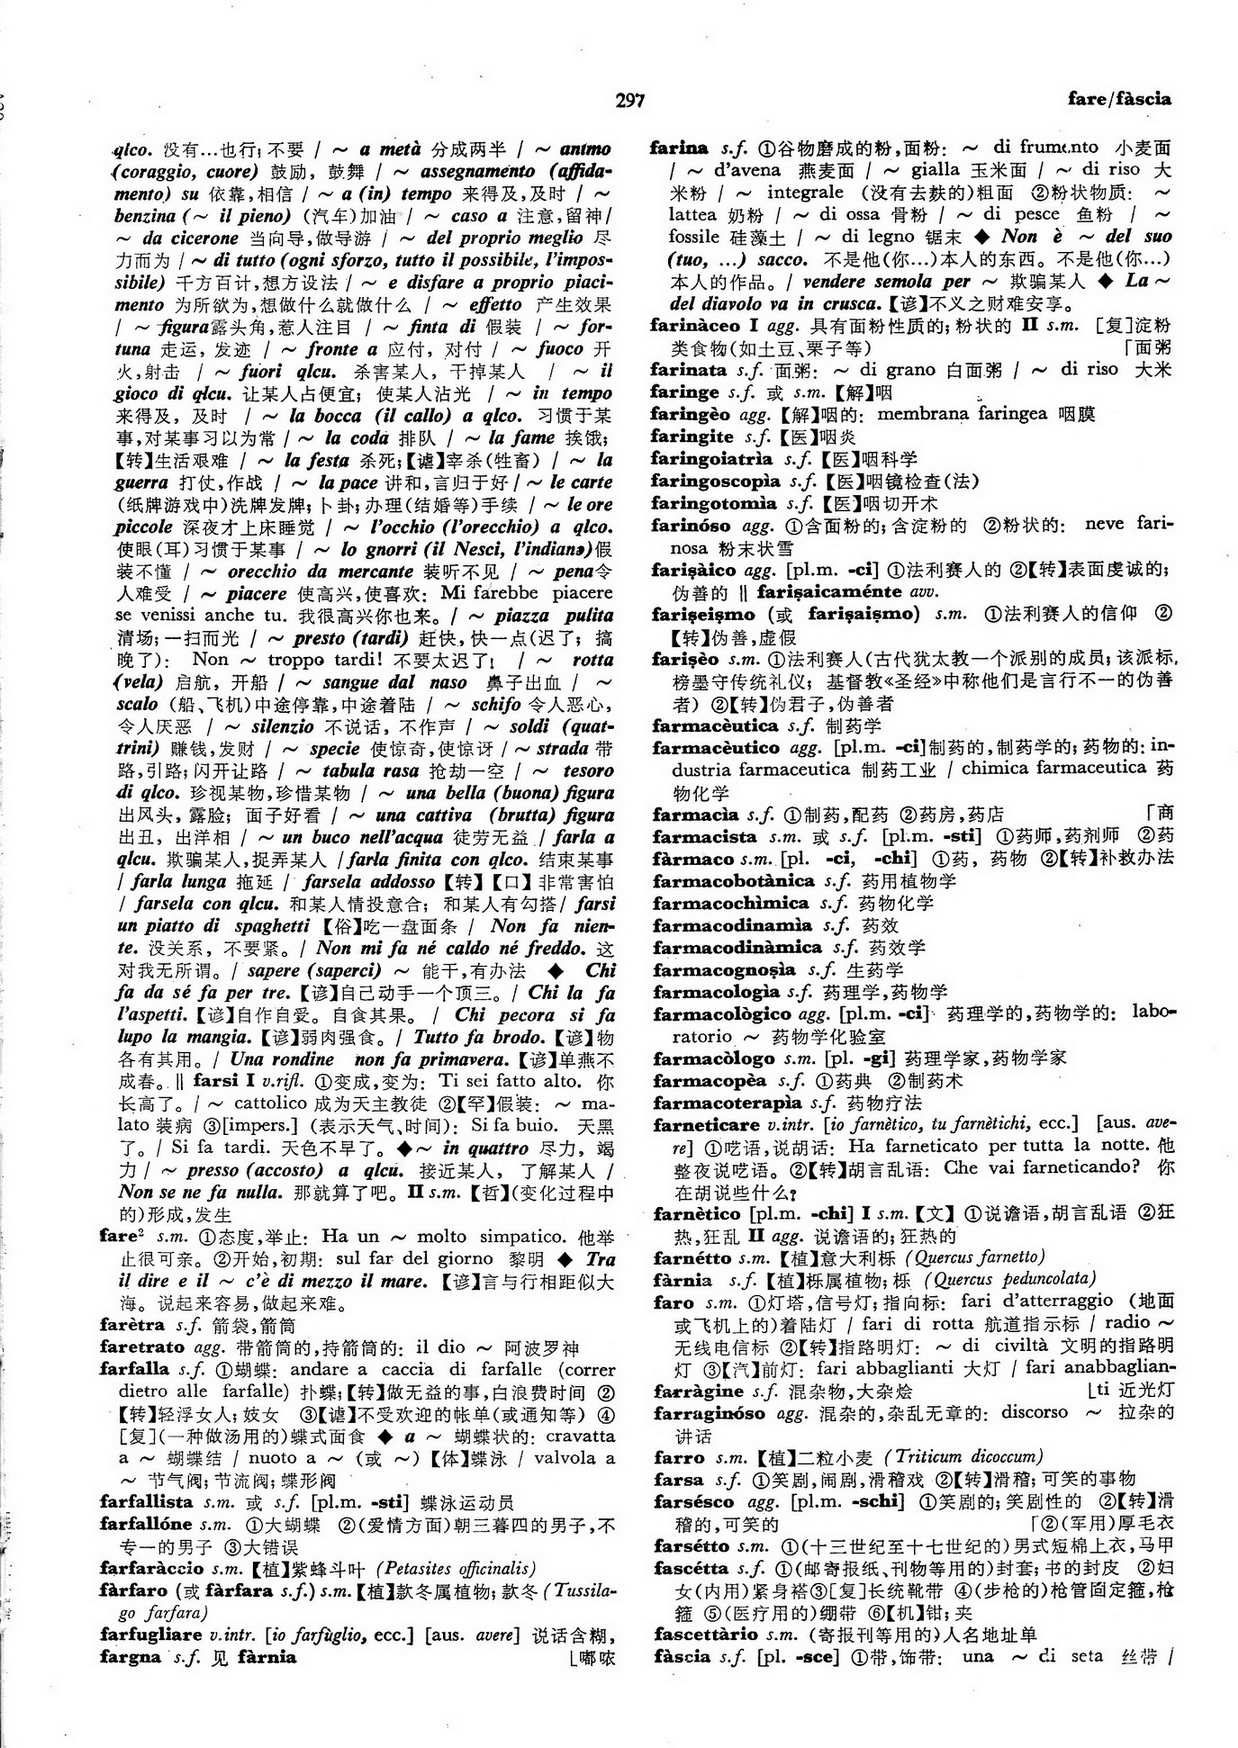 297
fare/fàscia
qlco. 没有…也行；不要 / ～ a metà 分成两半 / ～ animo
(coraggio, cuore) 鼓励，鼓舞 / ～ assegnamento (affida-
mento) su 依靠，相信 / ～ a (in) tempo 来得及，及时 / ～
benzina (～ il pieno) (汽车)加油 / ～ caso a 注意，留神/
～ da cicerone 当向导，做导游 / ～ del proprio meglio 尽
力而为 / ～ di tutto (ogni sforzo, tutto il possibile, l'impos-
sibile) 千方百计，想方设法 / ～ e disfare a proprio piaci-
mento 为所欲为，想做什么就做什么 / ～ effetto 产生效果
/ ～ figura露头角，惹人注目 / ～ finta di 假装 / ～ for-
tuna 走运，发迹 / ～ fronte a 应付，对付 / ～ fuoco 开
火，射击 / ～ fuori qlcu. 杀害某人，干掉某人 / ～ il
gioco di qlcu. 让某人占便宜；使某人沾光 / ～ in tempo
来得及，及时 / ～ la bocca (il callo) a qlco. 习惯于某
事，对某事习以为常 / ～ la coda 排队 / ～ la fame 挨饿；
【转】生活艰难 / ～ la festa 杀死；【谑】宰杀(牲畜) / ～ la
guerra 打仗，作战 / ～ la pace 讲和，言归于好 / ～ le carte
(纸牌游戏中)洗牌发牌；卜卦；办理(结婚等)手续 / ～ le ore
piccole 深夜才上床睡觉 / ～ l'occhio (l'orecchio) a qlco.
使眼(耳)习惯于某事 / ～ lo gnorri (il Nesci, l'indiano)假
装不懂 / ～ orecchio da mercante 装听不见 / ～ pena令
人难受 / ～ piacere 使高兴，使喜欢： Mi farebbe piacere
se venissi anche tu. 我很高兴你也来。/ ～ piazza pulita
清场；一扫而光 / ～ presto (tardi) 赶快，快一点(迟了；搞
晚了)： Non ～ troppo tardi! 不要太迟了! / ～ rotta
(vela) 启航，开船 / ～ sangue dal naso 鼻子出血 / ～
scalo (船、飞机)中途停靠，中途着陆 / ～ schifo 令人恶心，
令人厌恶 / ～ silenzio 不说话，不作声 / ～ soldi (quat-
trini) 赚钱，发财 / ～ specie 使惊奇，使惊讶 / ～ strada 带
路，引路；闪开让路 / ～ tabula rasa 抢劫一空 / ～ tesoro
di qlco. 珍视某物，珍惜某物 / ～ una bella (buona) figura
出风头，露脸；面子好看 / ～ una cattiva (brutta) figura
出丑，出洋相 / ～ un buco nell'acqua 徒劳无益 / farla a
qlcu. 欺骗某人，捉弄某人 / farla finita con qlco. 结束某事
/ farla lunga 拖延 / farsela addosso【转】【口】非常害怕
/ farsela con qlcu. 和某人情投意合；和某人有勾搭/ farsi
un piatto di spaghetti【俗】吃一盘面条 / Non fa nien-
te. 没关系，不要紧。/ Non mi fa né caldo né freddo. 这
对我无所谓。/ sapere (saperci) ～ 能干，有办法 ◆ Chi
fa da sé fa per tre.【谚】自己动手一个顶三。/ Chi la fa
l'aspetti.【谚】自作自受。自食其果。/ Chi pecora si fa
lupo la mangia.【谚】弱肉强食。/ Tutto fa brodo.【谚】物
各有其用。/ Una rondine non fa primavera.【谚】单燕不
成春。‖ farsi I v.rifl. ①变成，变为： Ti sei fatto alto. 你
长高了。/ ～ cattolico 成为天主教徒 ②【罕】假装： ～ ma-
lato 装病 ③[impers.] (表示天气、时间)： Si fa buio. 天黑
了。/ Si fa tardi. 天色不早了。◆～ in quattro 尽力，竭
力 / ～ presso (accosto) a qlcu. 接近某人，了解某人 /
Non se ne fa nulla. 那就算了吧。II s.m.【哲】(变化过程中
的)形成，发生
fare² s.m. ①态度，举止： Ha un ～ molto simpatico. 他举
止很可亲。②开始，初期： sul far del giorno 黎明 ◆ Tra
il dire e il ～ c'è di mezzo il mare.【谚】言与行相距似大
海。说起来容易，做起来难。
farètra s.f. 箭袋，箭筒
faretrato agg. 带箭筒的，持箭筒的： il dio ～ 阿波罗神
farfalla s.f. ①蝴蝶： andare a caccia di farfalle (correr
dietro alle farfalle) 扑蝶；【转】做无益的事，白浪费时间 ②
【转】轻浮女人；妓女 ③【谑】不受欢迎的帐单(或通知等) ④
[复](一种做汤用的)蝶式面食 ◆ a ～ 蝴蝶状的： cravatta
a ～ 蝴蝶结 / nuoto a ～ (或 ～)【体】蝶泳 / valvola a
～ 节气阀；节流阀；蝶形阀
farfallista s.m. 或 s.f. [pl.m. -sti] 蝶泳运动员
farfallóne s.m. ①大蝴蝶 ②(爱情方面)朝三暮四的男子，不
专一的男子 ③大错误
farfaràccio s.m.【植】紫蜂斗叶 (Petasites officinalis)
fàrfaro (或 fàrfara s.f.) s.m.【植】款冬属植物；款冬 (Tussila-
go farfara)
farfugliare v.intr. [io farfùglio, ecc.] [aus. avere] 说话含糊，
fargna s.f. 见 fàrnia ⌊嘟哝
farina s.f. ①谷物磨成的粉，面粉： ～ di frumento 小麦面
/ ～ d'avena 燕麦面 / ～ gialla 玉米面 / ～ di riso 大
米粉 / ～ integrale (没有去麸的)粗面 ②粉状物质： ～
lattea 奶粉 / ～ di ossa 骨粉 / ～ di pesce 鱼粉 / ～
fossile 硅藻土 / ～ di legno 锯末 ◆ Non è ～ del suo
(tuo, …) sacco. 不是他(你…)本人的东西。不是他(你…)
本人的作品。/ vendere semola per ～ 欺骗某人 ◆ La ～
del diavolo va in crusca.【谚】不义之财难安享。
farinàceo I agg. 具有面粉性质的；粉状的 II s.m. [复]淀粉
类食物(如土豆、栗子等) ⌈面粥
farinata s.f. 面粥： ～ di grano 白面粥 / ～ di riso 大米
faringe s.f. 或 s.m.【解】咽
faringèo agg.【解】咽的： membrana faringea 咽膜
faringite s.f.【医】咽炎
faringoiatrìa s.f.【医】咽科学
faringoscopìa s.f.【医】咽镜检查(法)
faringotomìa s.f.【医】咽切开术
farinóso agg. ①含面粉的；含淀粉的 ②粉状的： neve fari-
nosa 粉末状雪
farişàico agg. [pl.m. -ci] ①法利赛人的 ②【转】表面虔诚的；
伪善的 ‖ farişaicaménte avv.
farişeişmo (或 farişaişmo) s.m. ①法利赛人的信仰 ②
【转】伪善，虚假
farişèo s.m. ①法利赛人(古代犹太教一个派别的成员；该派标
榜墨守传统礼仪；基督教《圣经》中称他们是言行不一的伪善
者) ②【转】伪君子，伪善者
farmacèutica s.f. 制药学
farmacèutico agg. [pl.m. -ci]制药的，制药学的；药物的： in-
dustria farmaceutica 制药工业 / chimica farmaceutica 药
物化学
farmacìa s.f. ①制药，配药 ②药房，药店 ⌈商
farmacista s.m. 或 s.f. [pl.m. -sti] ①药师，药剂师 ②药
fàrmaco s.m. [pl. -ci, -chi] ①药，药物 ②【转】补救办法
farmacobotànica s.f. 药用植物学
farmacochìmica s.f. 药物化学
farmacodinamìa s.f. 药效
farmacodinàmica s.f. 药效学
farmacognoşìa s.f. 生药学
farmacologìa s.f. 药理学，药物学
farmacològico agg. [pl.m. -ci] 药理学的，药物学的： labo-
ratorio ～ 药物学化验室
farmacòlogo s.m. [pl. -gi] 药理学家，药物学家
farmacopèa s.f. ①药典 ②制药术
farmacoterapìa s.f. 药物疗法
farneticare v.intr. [io farnètico, tu farnètichi, ecc.] [aus. ave-
re] ①呓语，说胡话： Ha farneticato per tutta la notte. 他
整夜说呓语。②【转】胡言乱语： Che vai farneticando? 你
在胡说些什么?
farnètico [pl.m. -chi] I s.m.【文】①说谵语，胡言乱语 ②狂
热，狂乱 II agg. 说谵语的；狂热的
farnétto s.m.【植】意大利栎 (Quercus farnetto)
fàrnia s.f.【植】栎属植物；栎 (Quercus peduncolata)
faro s.m. ①灯塔，信号灯；指向标： fari d'atterraggio (地面
或飞机上的)着陆灯 / fari di rotta 航道指示标 / radio ～
无线电信标 ②【转】指路明灯： ～ di civiltà 文明的指路明
灯 ③【汽】前灯： fari abbaglianti 大灯 / fari anabbaglian-
farràgine s.f. 混杂物，大杂烩 ⌊ti 近光灯
farraginóso agg. 混杂的，杂乱无章的： discorso ～ 拉杂的
讲话
farro s.m.【植】二粒小麦 (Triticum dicoccum)
farsa s.f. ①笑剧，闹剧，滑稽戏 ②【转】滑稽；可笑的事物
farsésco agg. [pl.m. -schi] ①笑剧的；笑剧性的 ②【转】滑
稽的，可笑的 ⌈②(军用)厚毛衣
farsétto s.m. ①(十三世纪至十七世纪的)男式短棉上衣，马甲
fascétta s.f. ①(邮寄报纸、刊物等用的)封套；书的封皮 ②妇
女(内用)紧身褡③[复]长统靴带 ④(步枪的)枪管固定箍，枪
箍 ⑤(医疗用的)绷带 ⑥【机】钳；夹
fascettàrio s.m. (寄报刊等用的)人名地址单
fàscia s.f. [pl. -sce] ①带，饰带： una ～ di seta 丝带 /